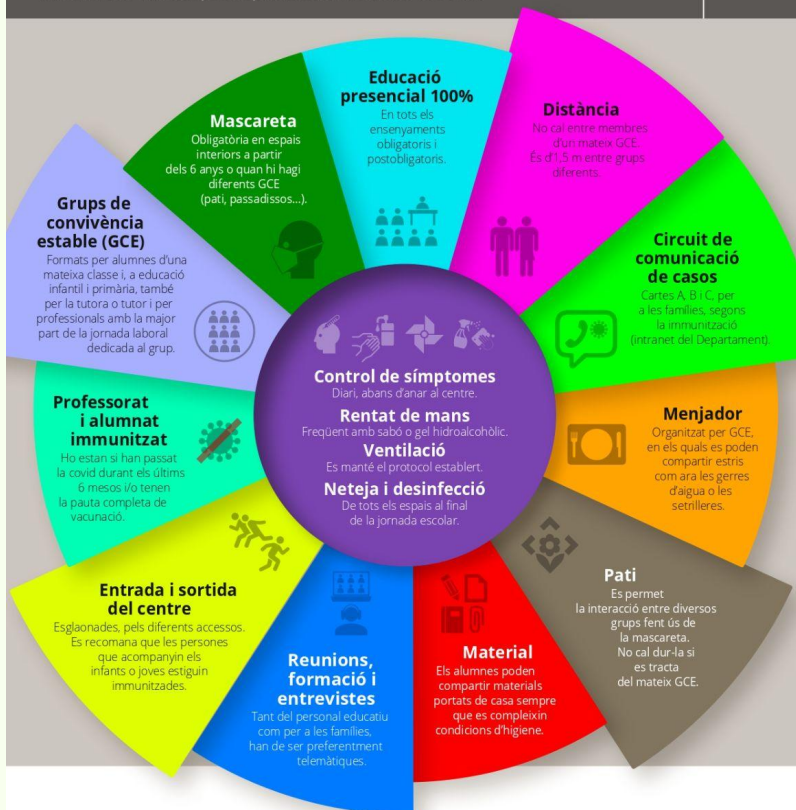 Educació
presencial 100%
En tots els
ensenyaments
obligatoris i
postobligatoris.
Distància
No cal entre membres
d'un mateix GCE.
És d'1,5 m entre grups
diferents.
Circuit de
comunicació
de casos
Cartes A, B i C, per
a les famílies, segons
la immunització
(intranet del Departament).
Menjador
Organitzat per GCE,
en els quals es poden
compartir estris
com ara les gerres
d'aigua o les
setrilleres.
Pati
Es permet
la interacció entre diversos
grups fent ús de
la mascareta.
No cal dur-la si
es tracta
del mateix GCE.
Material
Els alumnes poden
compartir materials
portats de casa sempre
que es compleixin
condicions d'higiene.
Reunions,
formació i
entrevistes
Tant del personal educatiu
com per a les famílies,
han de ser preferentment
telemàtiques.
Entrada i sortida
del centre
Esglaonades, pels diferents accessos.
Es recomana que les persones
que acompanyin els
infants o joves estiguin
immunitzades.
Professorat
i alumnat
immunitzat
Ho estan si han passat
la covid durant els últims
6 mesos i/o tenen
la pauta completa de
vacunació.
Grups de
convivència
estable (GCE)
Formats per alumnes d'una
mateixa classe i, a educació
infantil i primària, també
per la tutora o tutor i per
professionals amb la major
part de la jornada laboral
dedicada al grup.
Mascareta
Obligatòria en espais
interiors a partir
dels 6 anys o quan hi hagi
diferents GCE
(pati, passadissos...).
Control de símptomes
Diari, abans d'anar al centre.
Rentat de mans
Freqüent amb sabó o gel hidroalcohòlic.
Ventilació
Es manté el protocol establert.
Neteja i desinfecció
De tots els espais al final
de la jornada escolar.